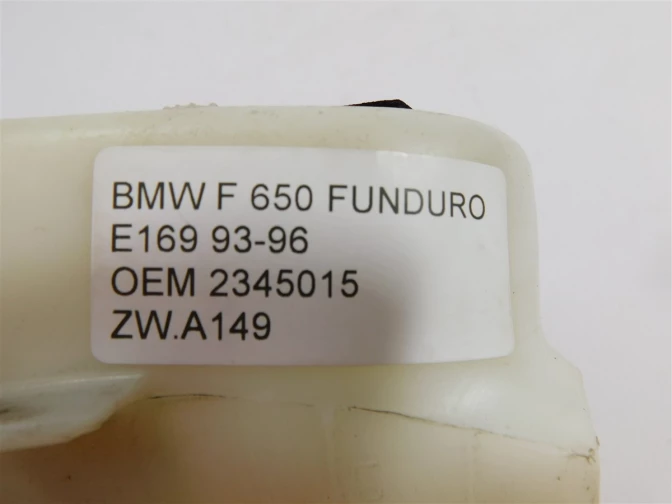 BMW F 650 FUNDURO
E169 93-96
OEM 2345015
ZW.A149